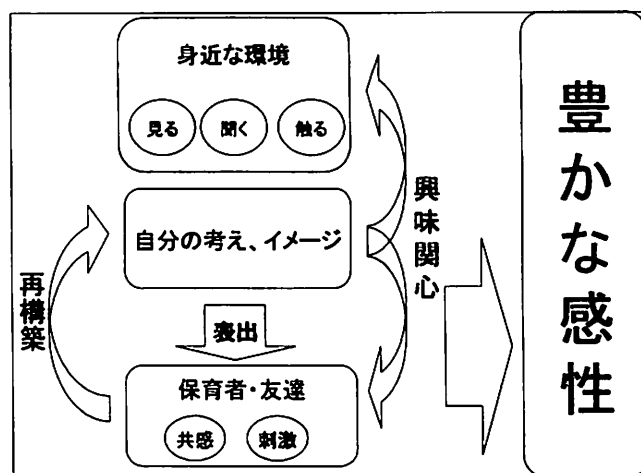 身近な環境
見る
聞く
触る
自分の考え、イメージ
興味関心
再構築
表出
保育者・友達
共感
刺激
豊かな感性